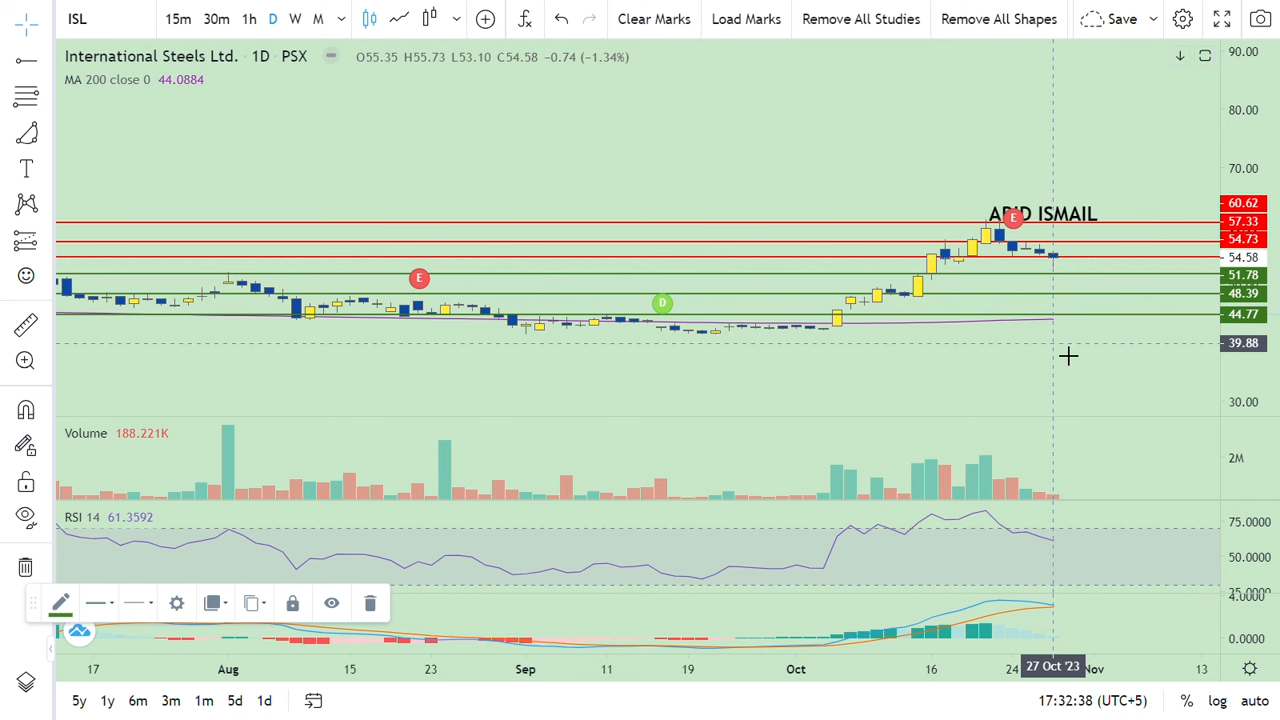 ISL 15m 30m 1h D W M Clear Marks Load Marks Remove All Studies Remove All Shapes Save
International Steels Ltd. · 1D · PSX O55.35 H55.73 L53.10 C54.58 −0.74 (−1.34%)
MA 200 close 0 44.0884
90.00
80.00
70.00
ABID ISMAIL
E
E
D
60.62
57.33
54.73
54.58
51.78
48.39
44.77
39.88
30.00
Volume 188.221K
2M
RSI 14 61.3592
75.0000
50.0000
25.0000
0.0000
17 Aug 15 23 Sep 11 19 Oct 16 24 27 Oct '23 Nov 13
5y 1y 6m 3m 1m 5d 1d 17:32:38 (UTC+5) % log auto